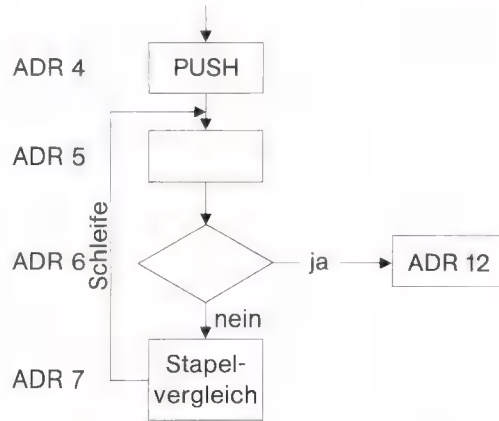 ADR 4
PUSH
ADR 5
Schleife
ADR 6
ja
ADR 12
nein
ADR 7
Stapel-
vergleich